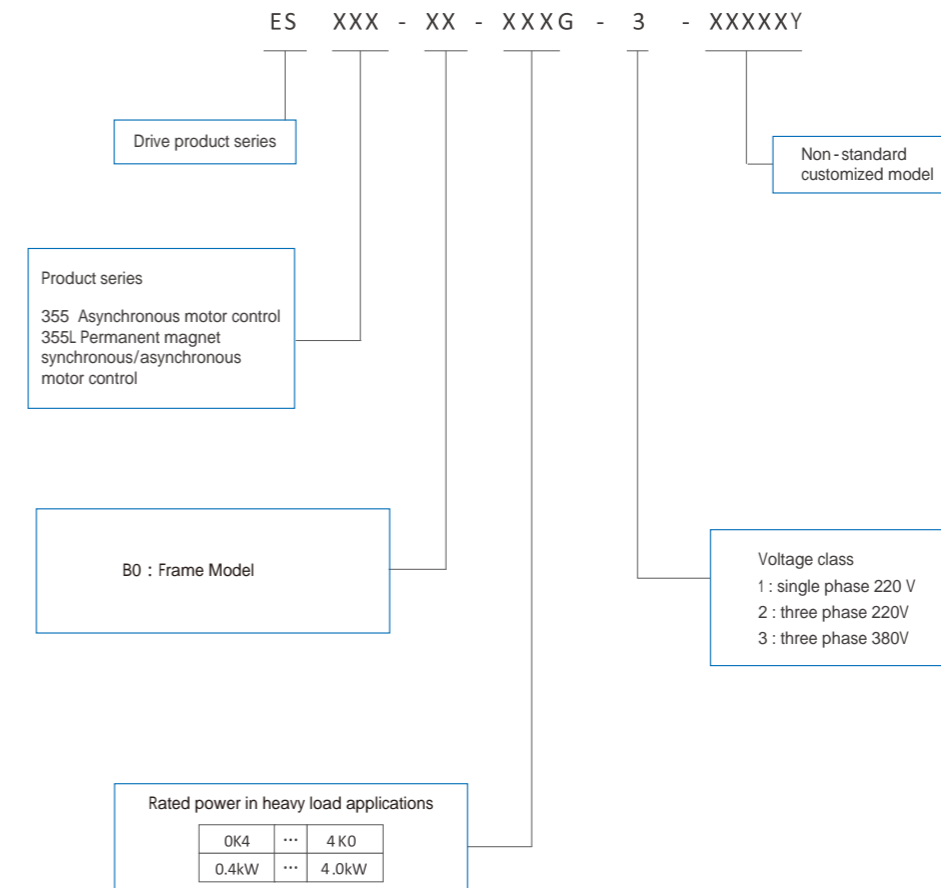 ES XXX - XX - XXXG - 3 - XXXXXY
Drive product series
Non-standard
customized model
Product series
355 Asynchronous motor control
355L Permanent magnet
synchronous/asynchronous
motor control
B0 : Frame Model
Voltage class
1 : single phase 220 V
2 : three phase 220V
3 : three phase 380V
Rated power in heavy load applications
0K4 ··· 4K0
0.4kW ··· 4.0kW